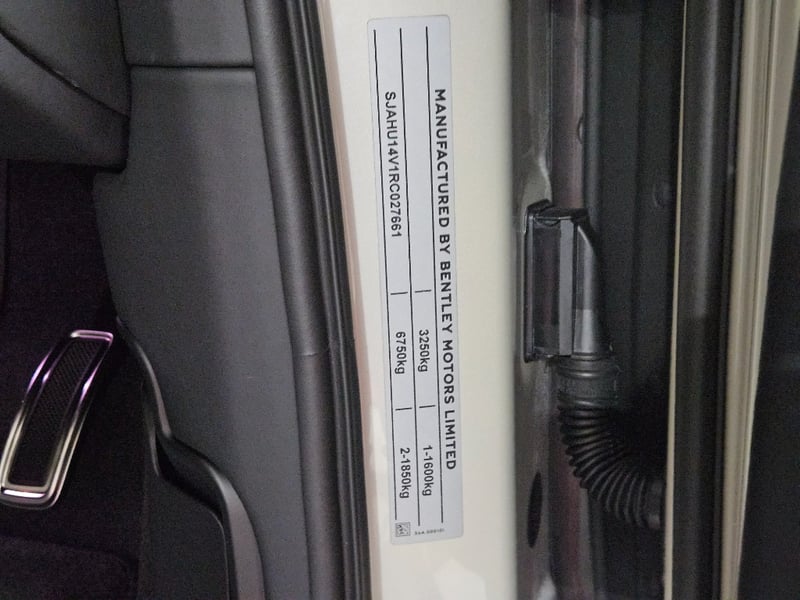 MANUFACTURED BY BENTLEY MOTORS LIMITED
3250kg 1-1600kg
SJAHU14V1RC027661 6750kg 2-1850kg